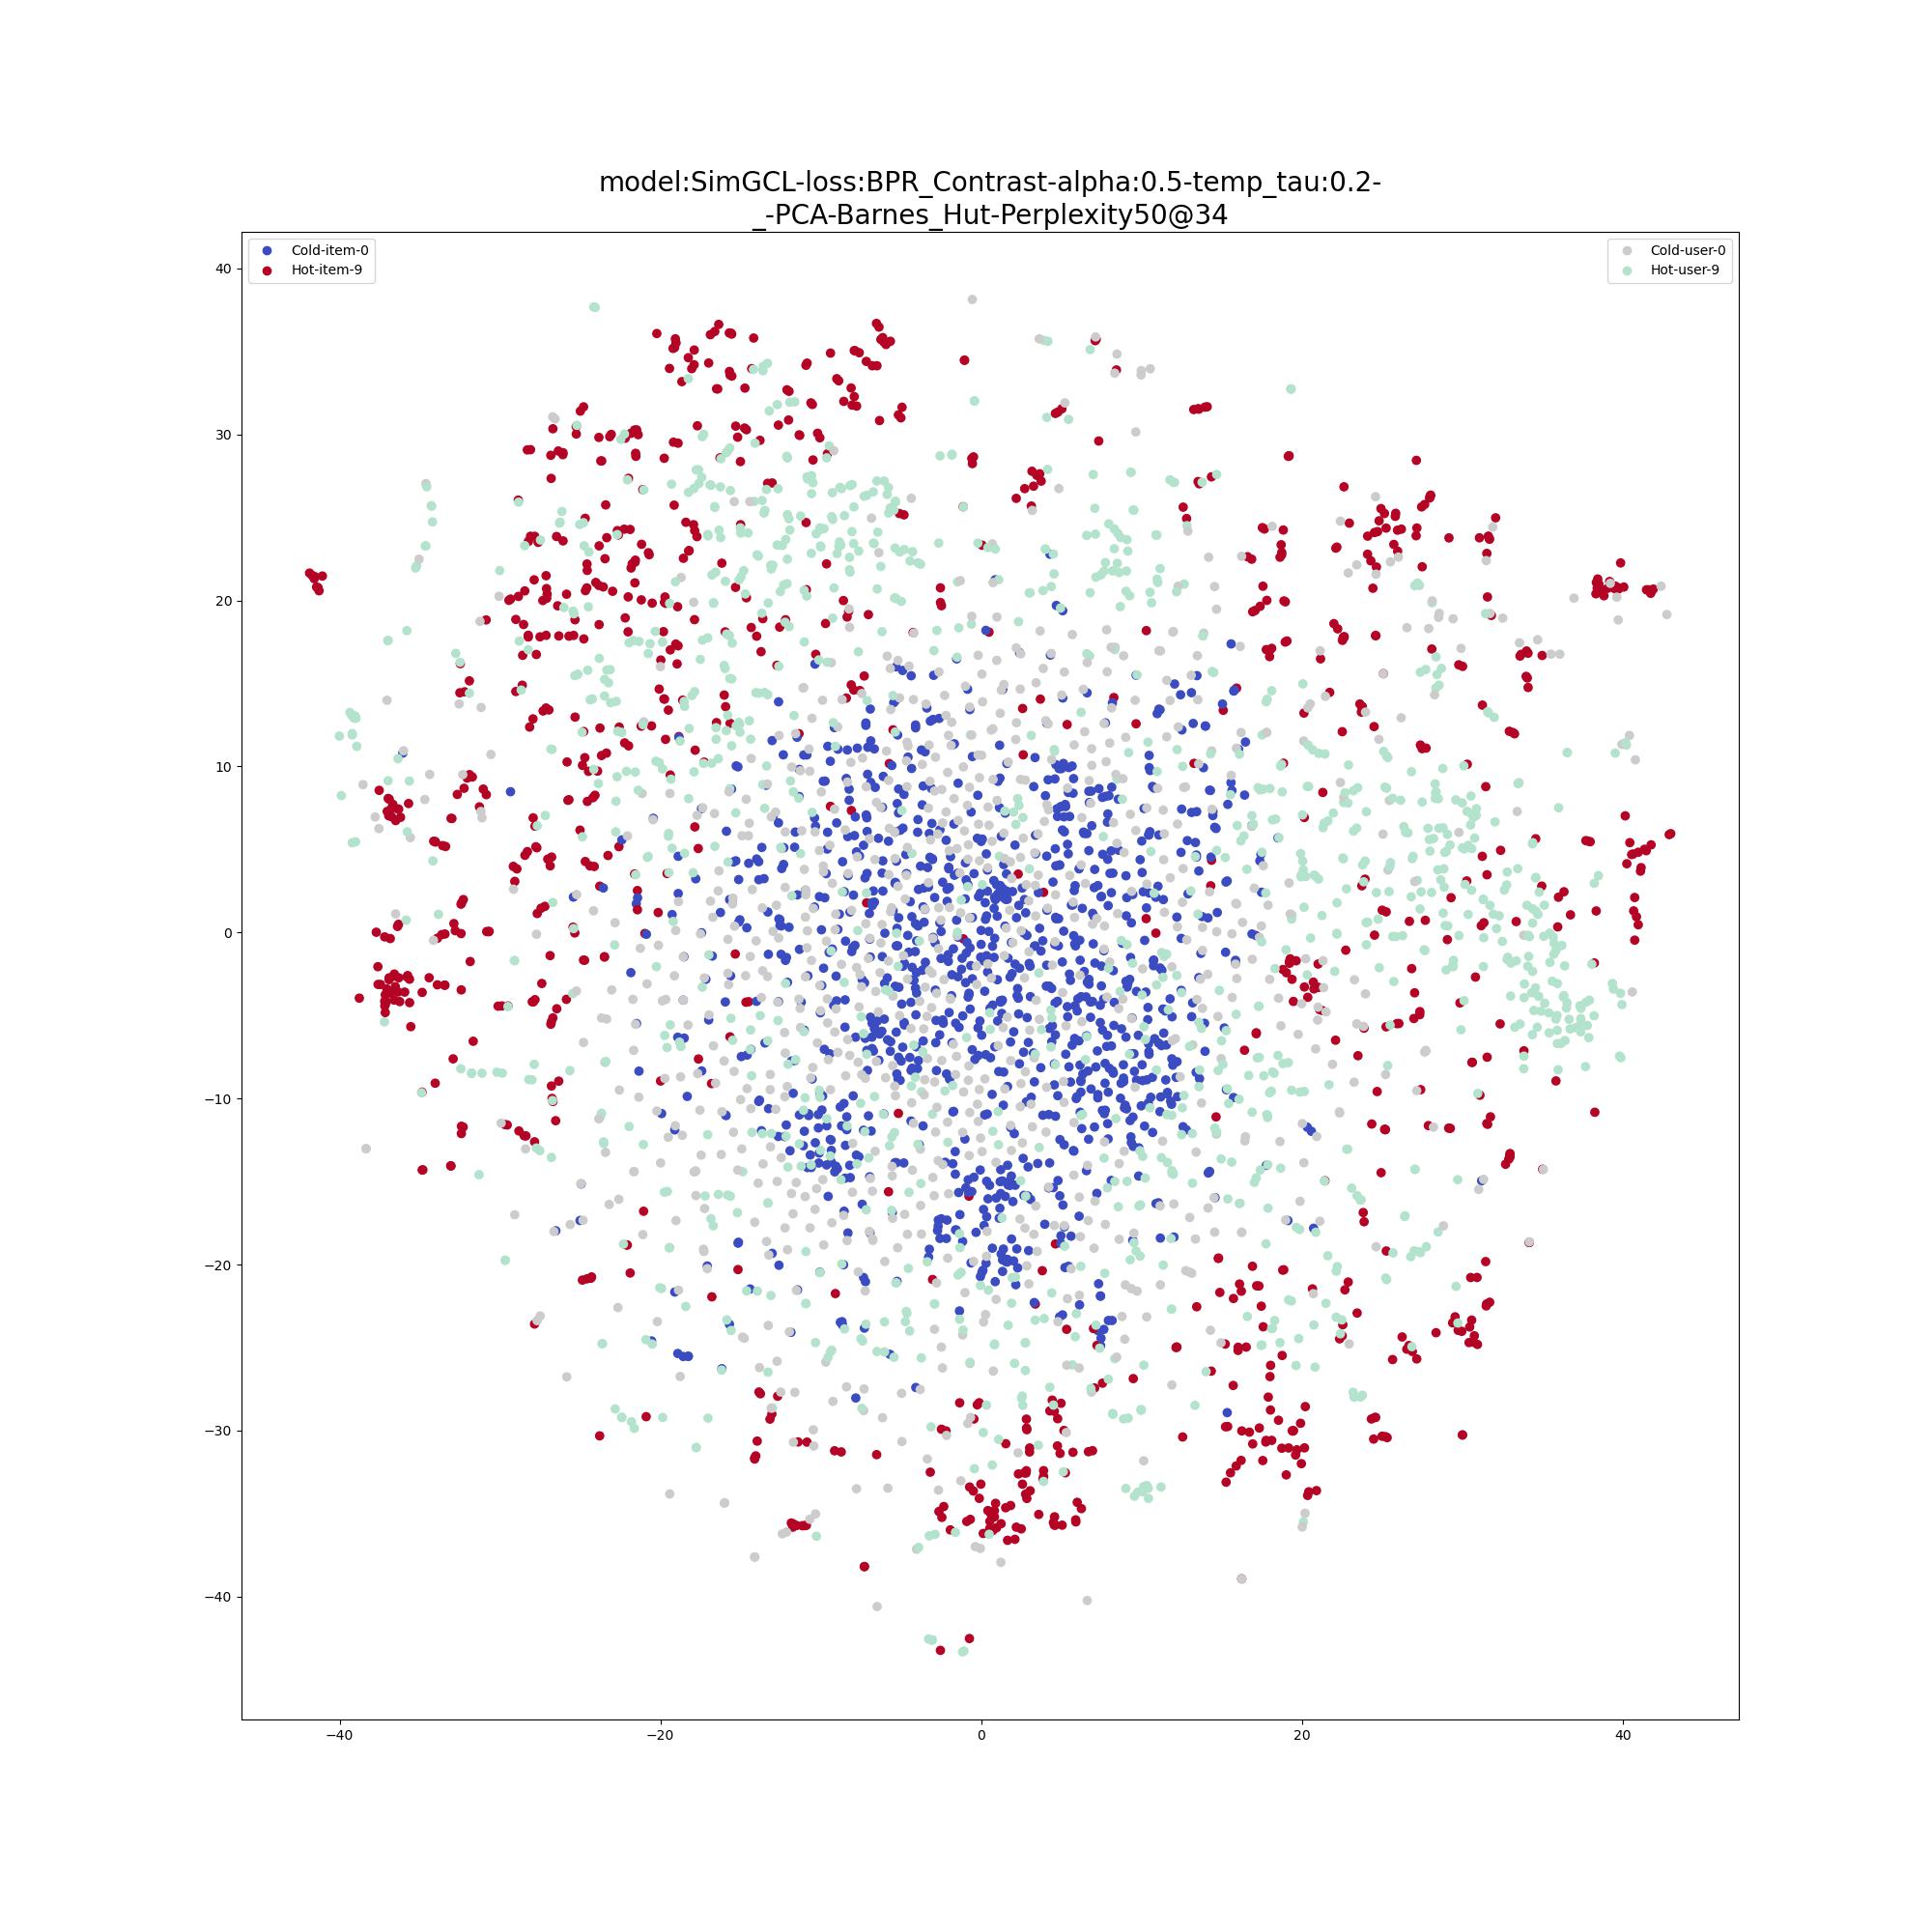 model:SimGCL-loss:BPR_Contrast-alpha:0.5-temp_tau:0.2-
_-PCA-Barnes_Hut-Perplexity50@34
Cold-item-0
Hot-item-9
Cold-user-0
Hot-user-9
40
30
20
10
0
−10
−20
−30
−40
−40
−20
0
20
40